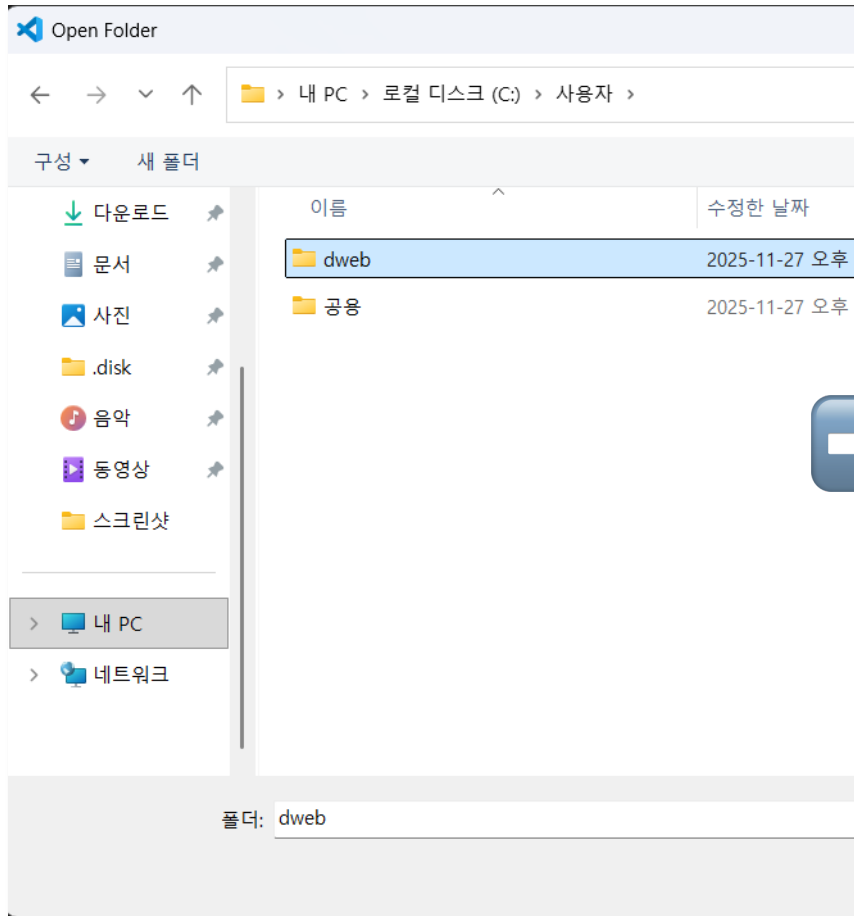 Open Folder
내 PC > 로컬 디스크 (C:) > 사용자 >
구성 새 폴더
다운로드
문서
사진
.disk
음악
동영상
스크린샷
내 PC
네트워크
이름 수정한 날짜
dweb 2025-11-27 오후
공용 2025-11-27 오후
폴더: dweb